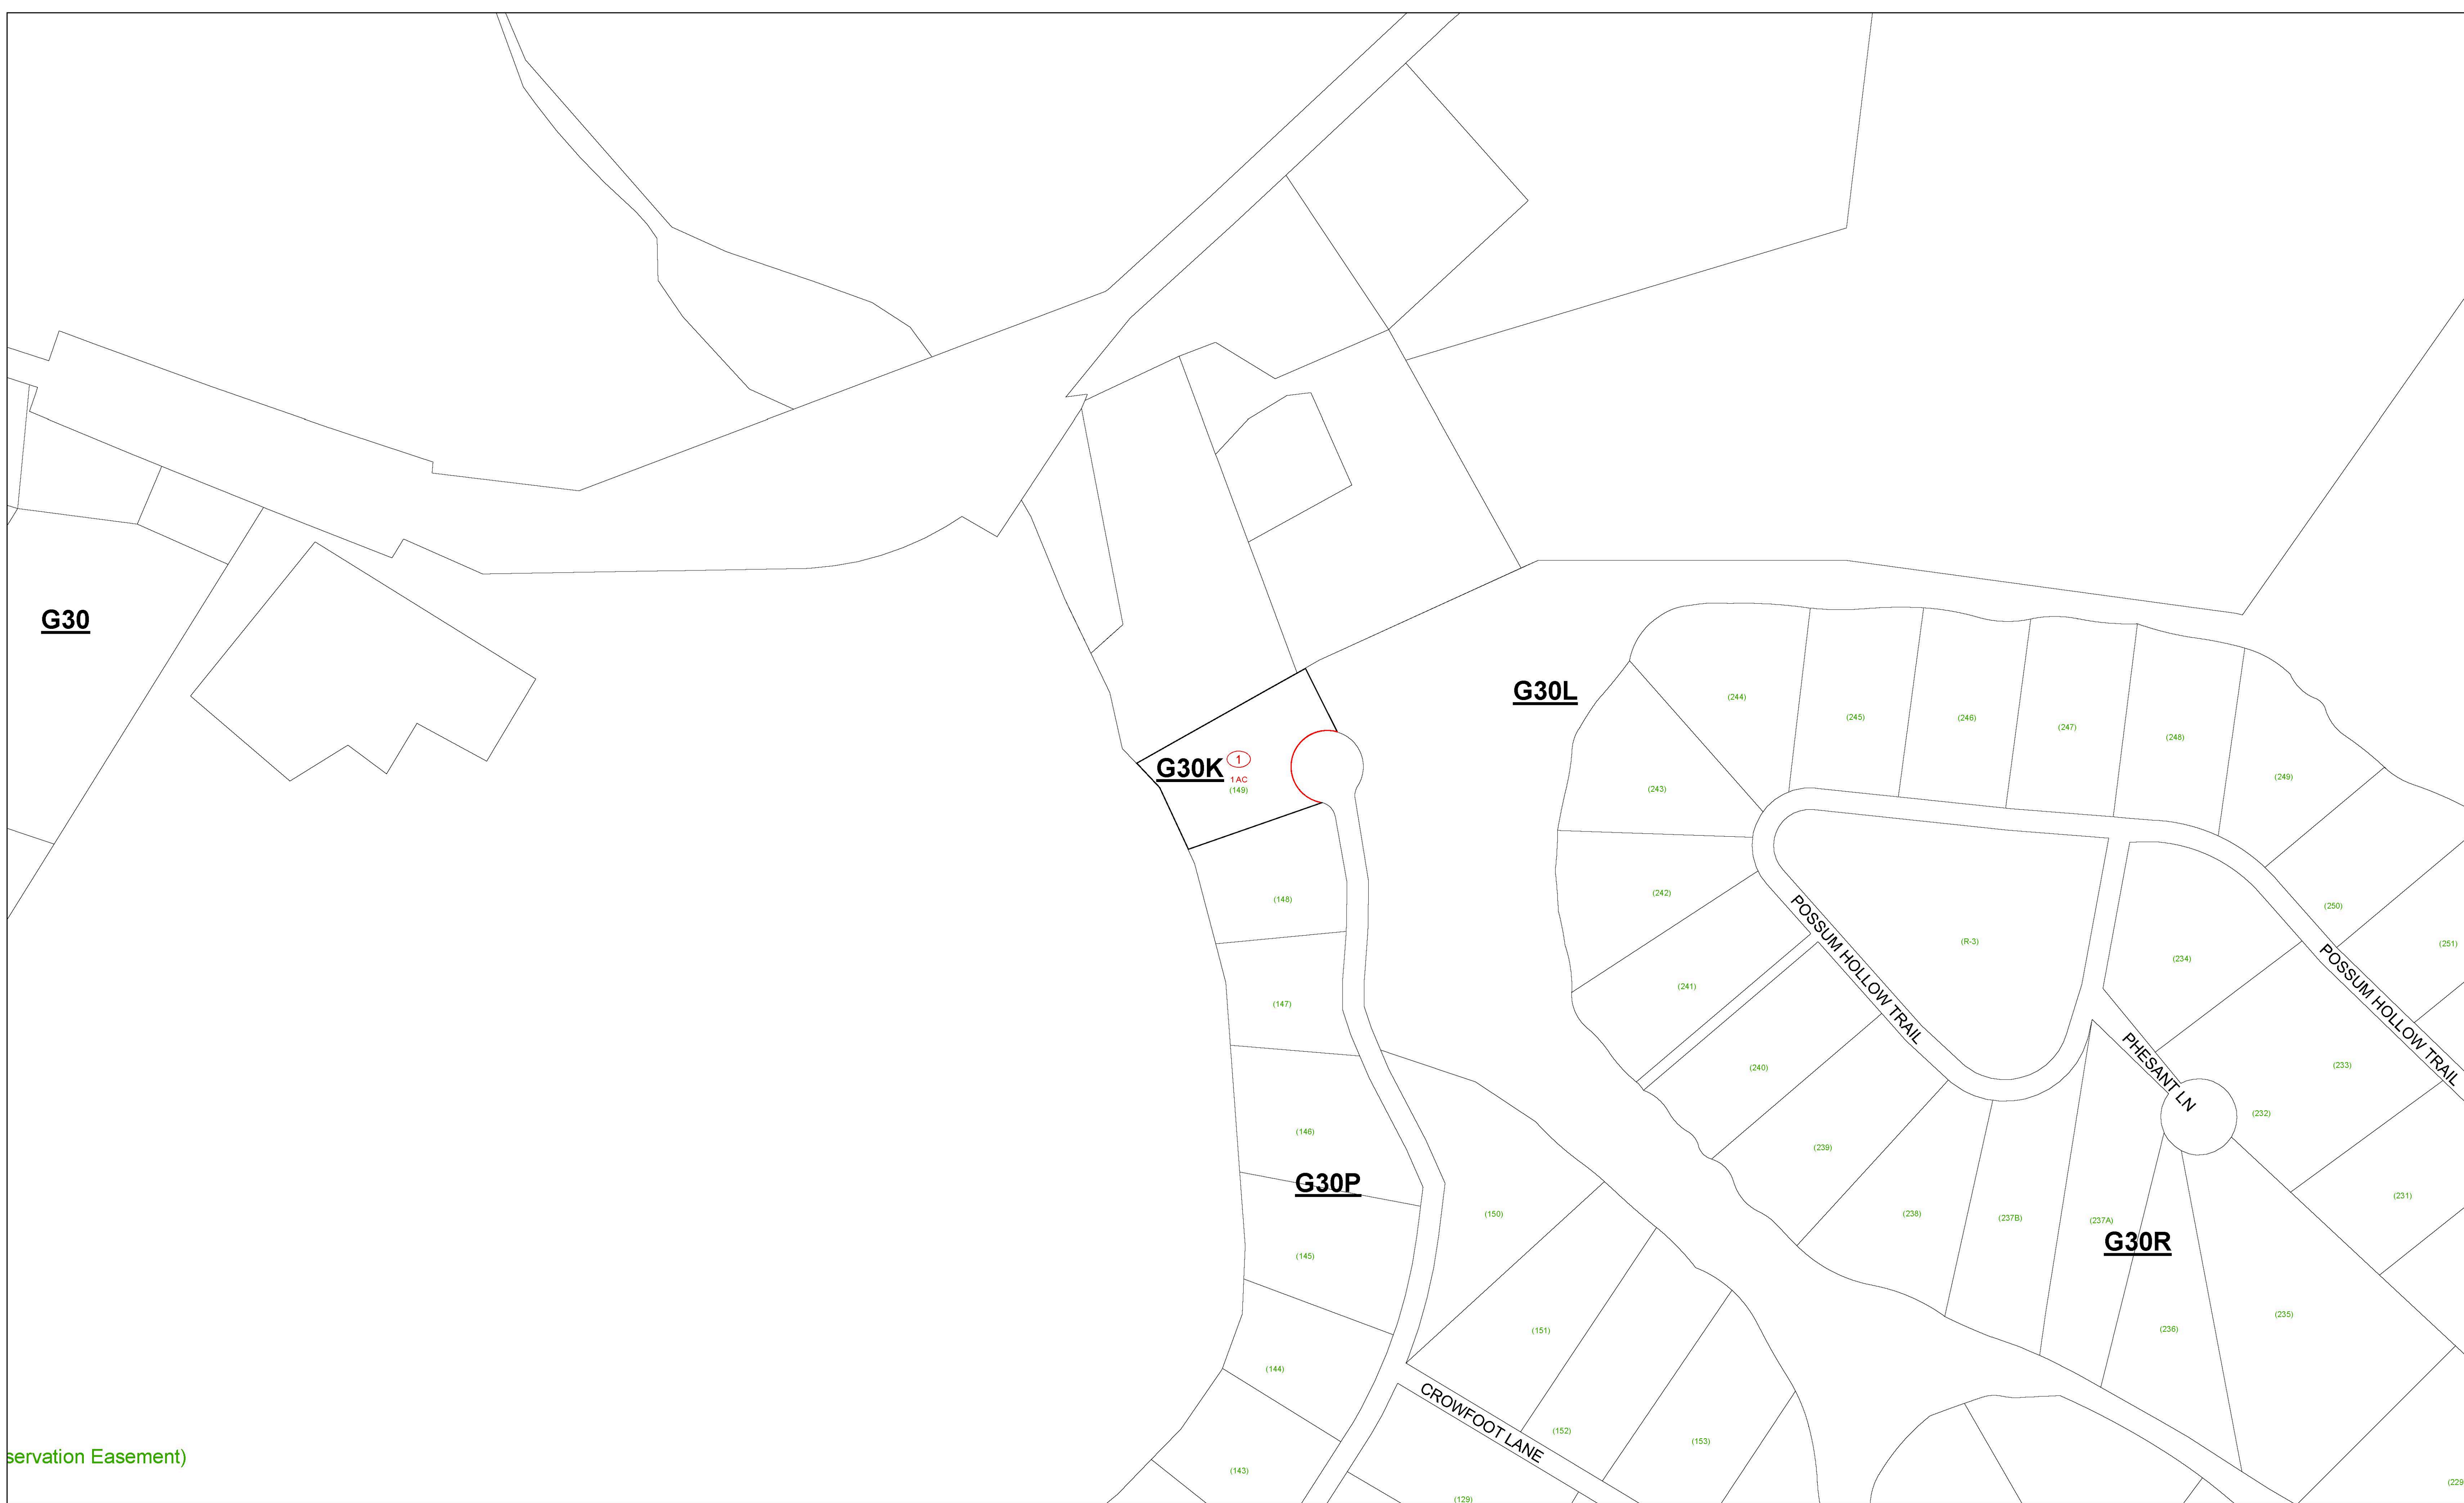 G30
G30L
(244)
(245)
(246)
(247)
(248)
(249)
G30K
1
1 AC
(149)
(243)
(242)
(148)
(250)
(R-3)
(251)
(234)
(241)
(147)
POSSUM HOLLOW TRAIL
POSSUM HOLLOW TRAIL
PHESANT LN
(240)
(233)
(232)
(146)
(239)
G30P
(231)
(150)
(238)
(237B)
(237A)
G30R
(145)
(235)
(236)
(151)
(144)
CROWFOOT LANE
(152)
(153)
servation Easement)
(143)
(229
(129)